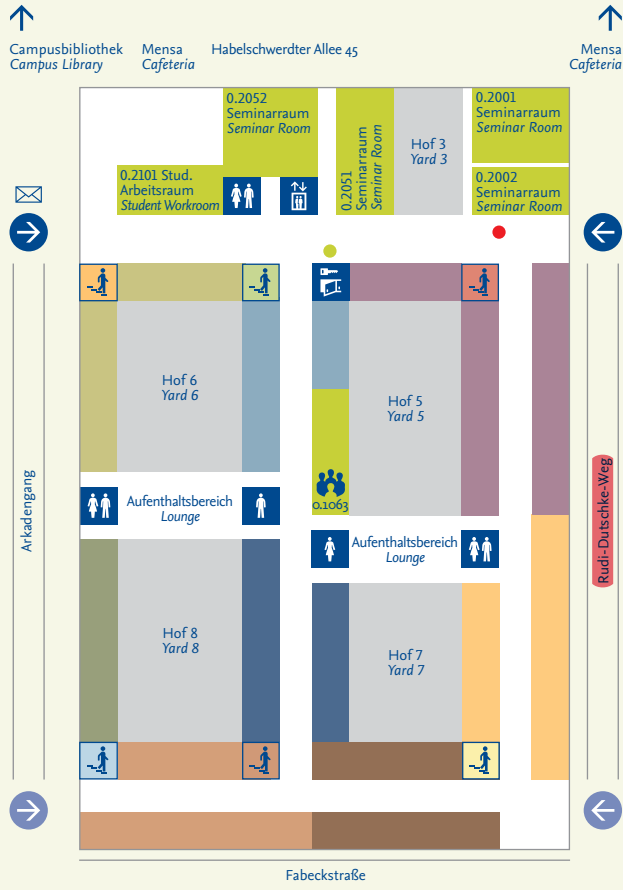 Campusbibliothek
Campus Library
Mensa
Cafeteria
Habelschwerdter Allee 45
Mensa
Cafeteria
0.2052
Seminarraum
Seminar Room
0.2051
Seminarraum
Seminar Room
Hof 3
Yard 3
0.2001
Seminarraum
Seminar Room
0.2101 Stud.
Arbeitsraum
Student Workroom
0.2002
Seminarraum
Seminar Room
Hof 6
Yard 6
Hof 5
Yard 5
0.1063
Aufenthaltsbereich
Lounge
Aufenthaltsbereich
Lounge
Arkadengang
Rudi-Dutschke-Weg
Hof 8
Yard 8
Hof 7
Yard 7
Fabeckstraße